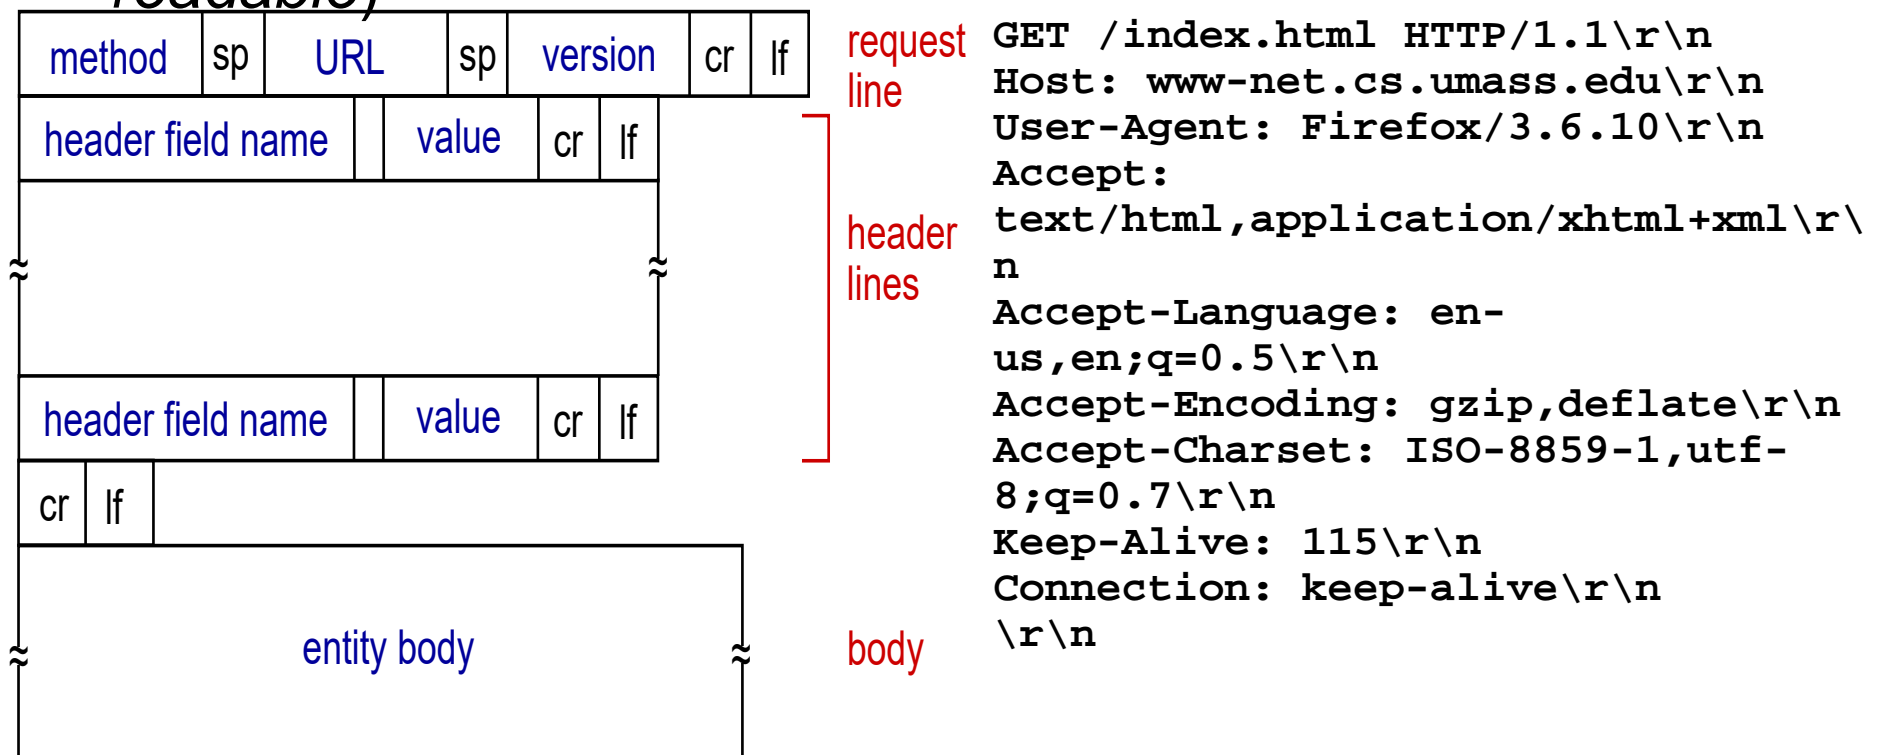 readable)
method sp URL sp version cr lf
header field name value cr lf
header field name value cr lf
cr lf
entity body
request
line
header
lines
body
GET /index.html HTTP/1.1\r\n
Host: www-net.cs.umass.edu\r\n
User-Agent: Firefox/3.6.10\r\n
Accept:
text/html,application/xhtml+xml\r\
n
Accept-Language: en-
us,en;q=0.5\r\n
Accept-Encoding: gzip,deflate\r\n
Accept-Charset: ISO-8859-1,utf-
8;q=0.7\r\n
Keep-Alive: 115\r\n
Connection: keep-alive\r\n
\r\n